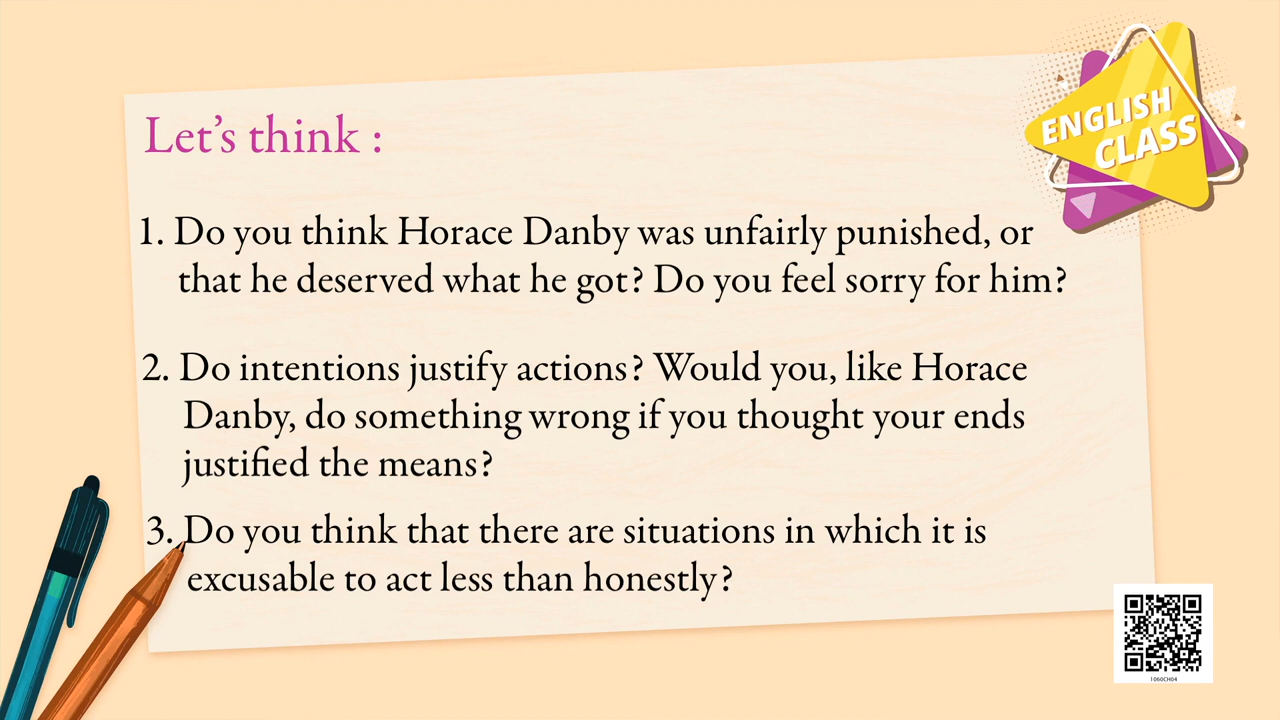 ENGLISH
CLASS
Let's think :
1. Do you think Horace Danby was unfairly punished, or
that he deserved what he got? Do you feel sorry for him?
2. Do intentions justify actions? Would you, like Horace
Danby, do something wrong if you thought your ends
justified the means?
3. Do you think that there are situations in which it is
excusable to act less than honestly?
1060CH04